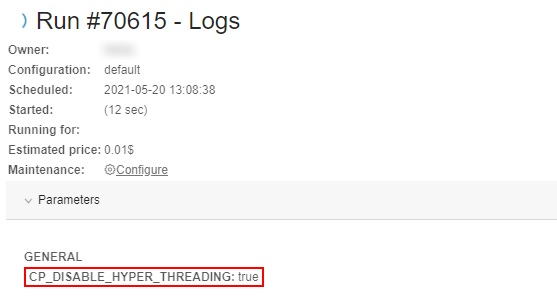 Run #70615 - Logs
Owner:
Configuration: default
Scheduled: 2021-05-20 13:08:38
Started: (12 sec)
Running for:
Estimated price: 0.01$
Maintenance: Configure
Parameters
GENERAL
CP_DISABLE_HYPER_THREADING: true